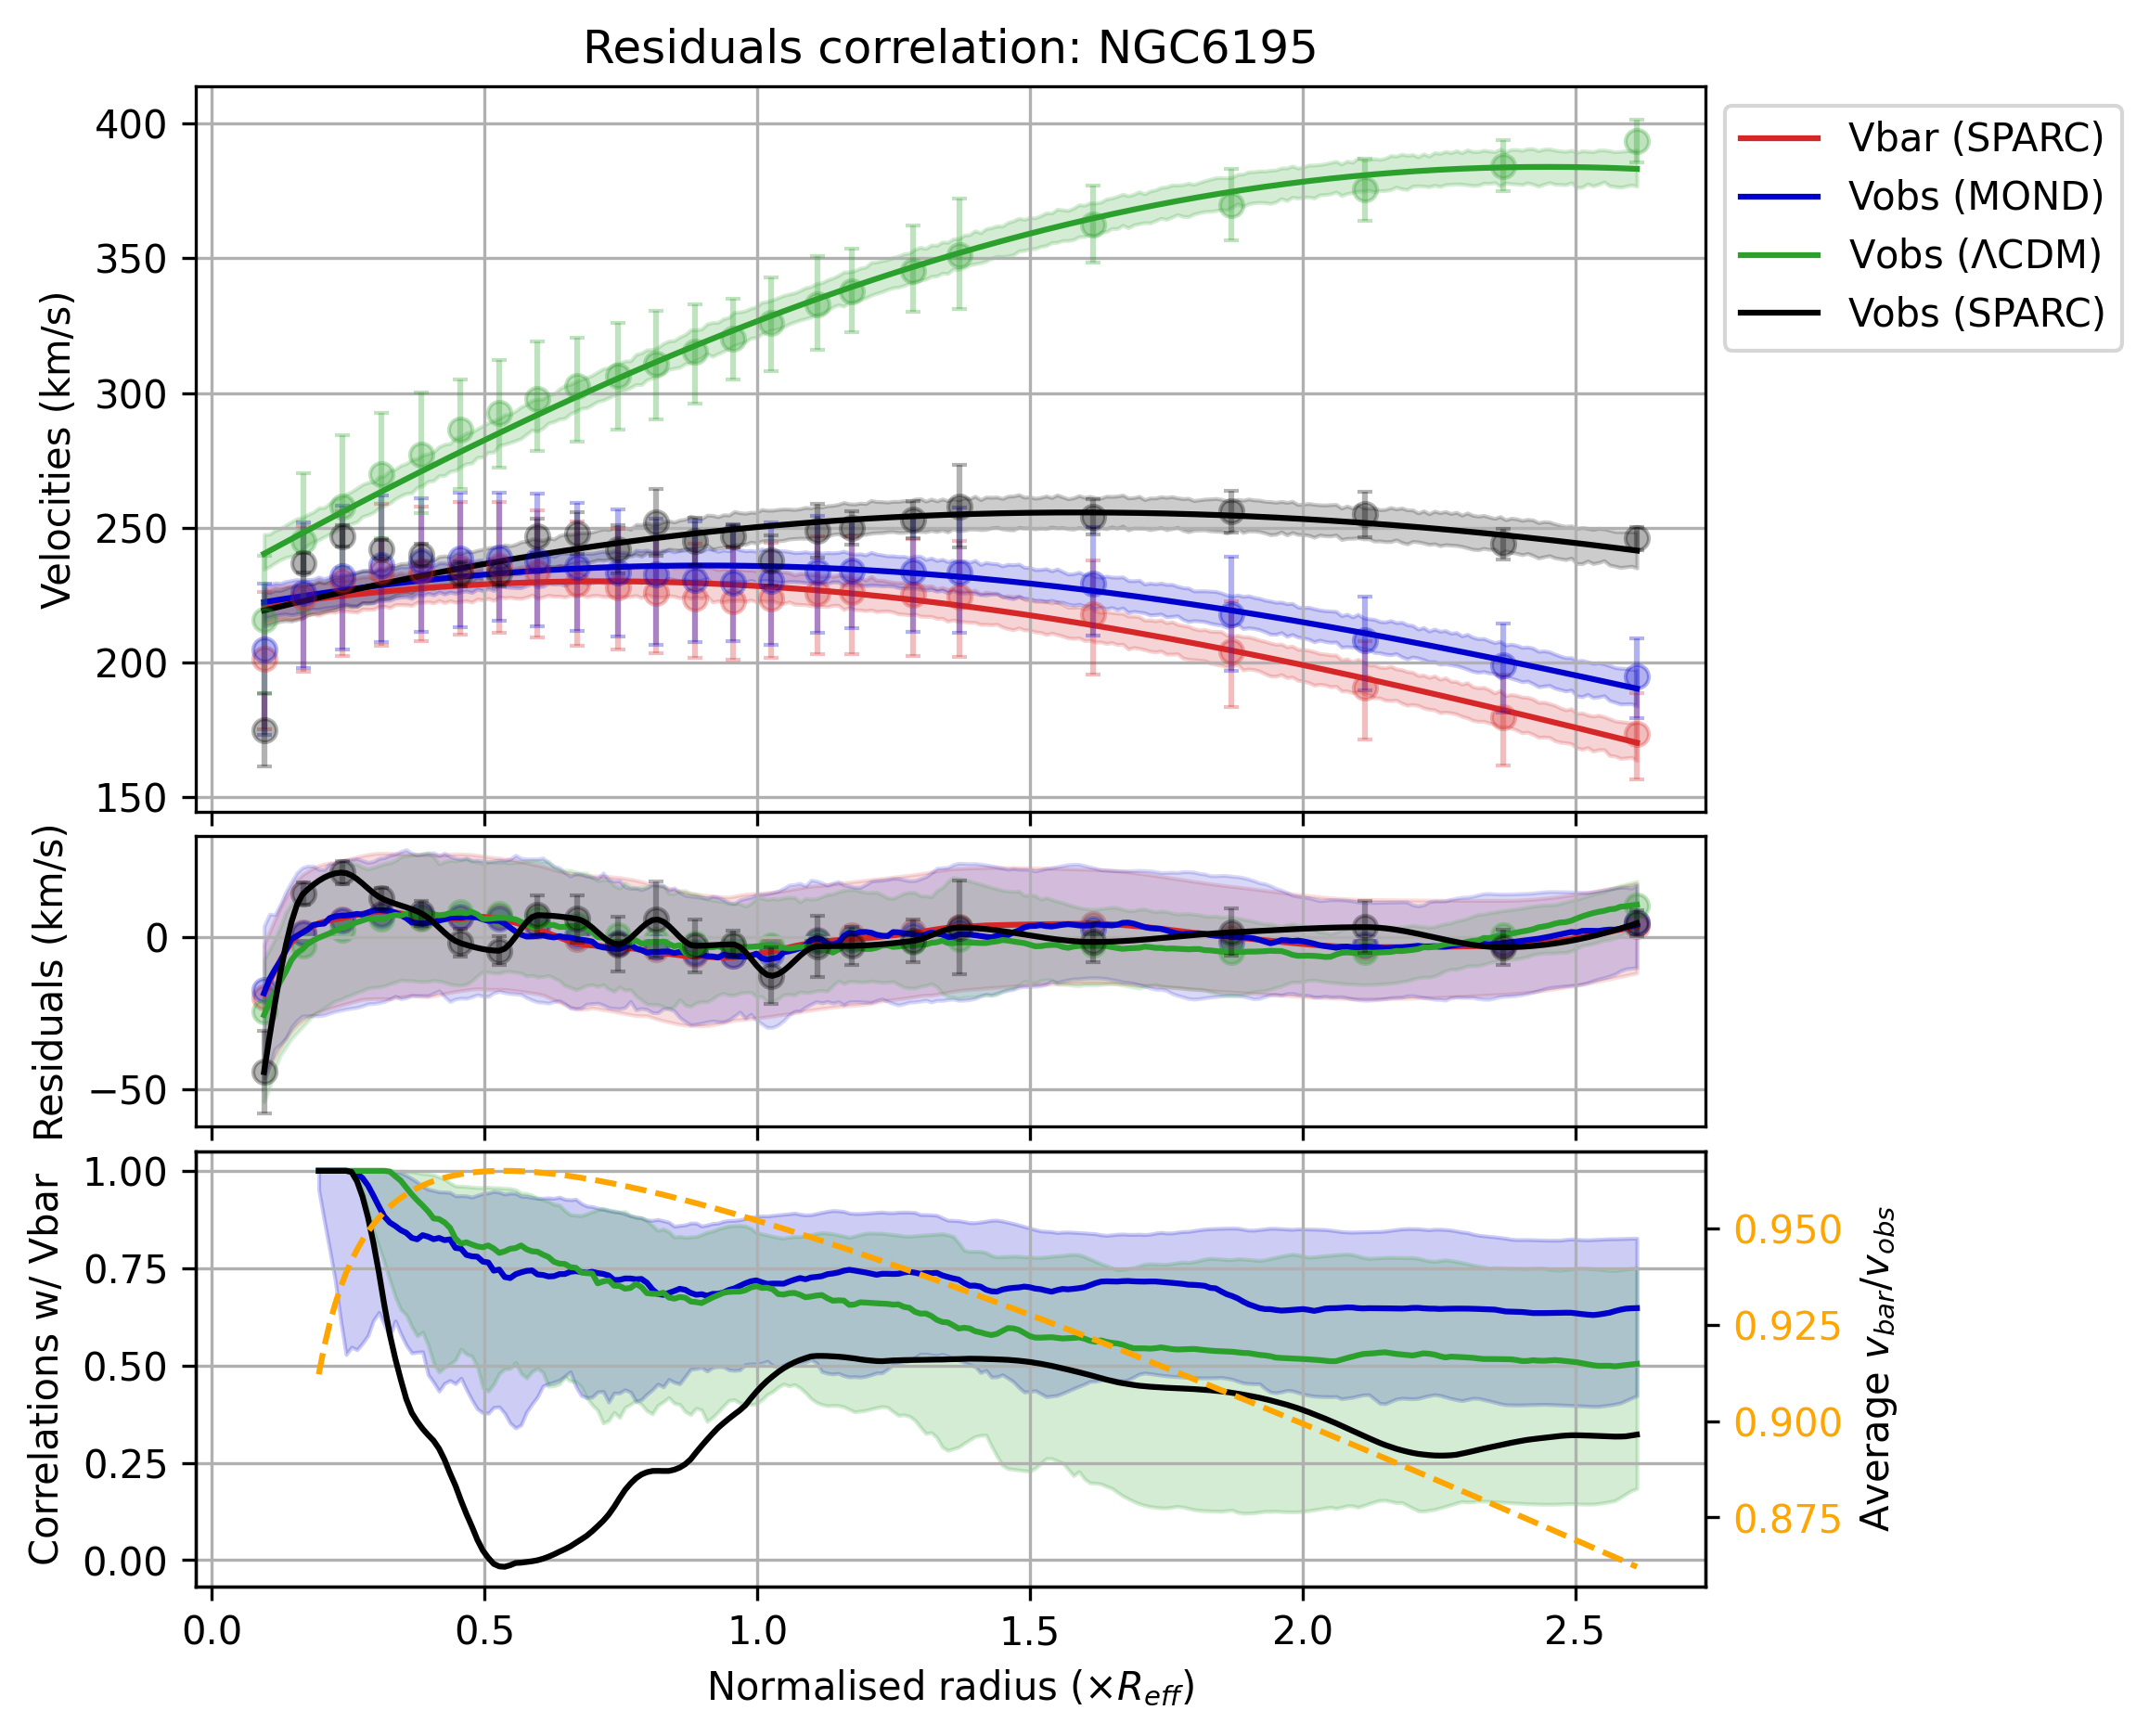 Residuals correlation: NGC6195
Velocities (km/s)
400
350
300
250
200
150
Vbar (SPARC)
Vobs (MOND)
Vobs (ΛCDM)
Vobs (SPARC)
Residuals (km/s)
0
−50
Correlations w/ Vbar
1.00
0.75
0.50
0.25
0.00
0.950
0.925
0.900
0.875
Average v_bar/v_obs
0.0 0.5 1.0 1.5 2.0 2.5
Normalised radius (×R_eff)